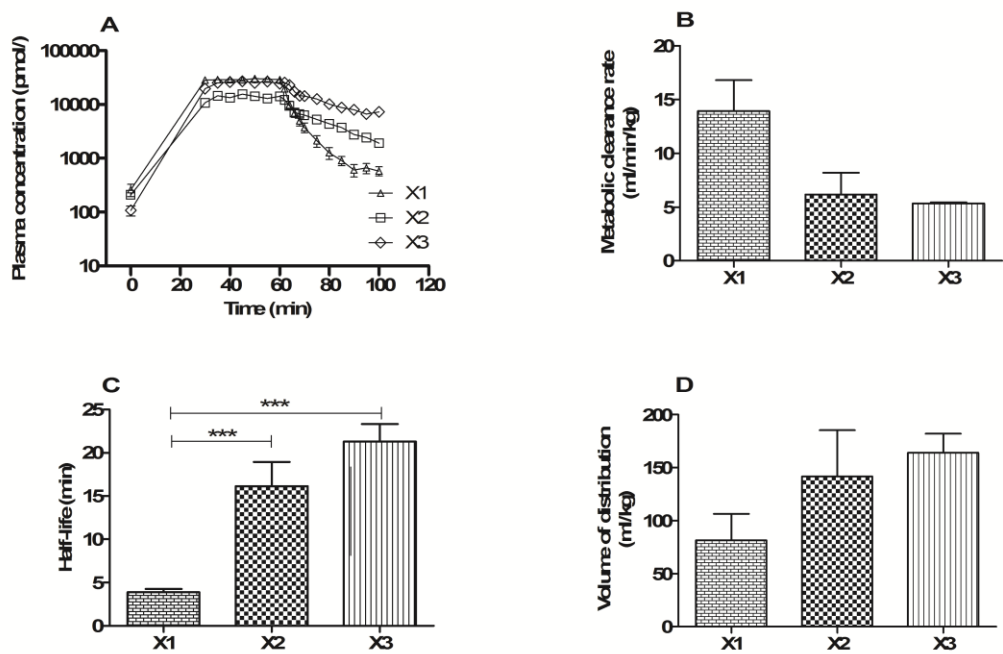 A
Plasma concentration (pmol/)
100000
10000
1000
100
10
X1
X2
X3
0 20 40 60 80 100 120
Time (min)
B
Metabolic clearance rate
(ml/min/kg)
20
15
10
5
0
X1 X2 X3
C
Half-life (min)
25
20
15
10
5
0
***
***
X1 X2 X3
D
Volume of distribution
(ml/kg)
200
150
100
50
0
X1 X2 X3